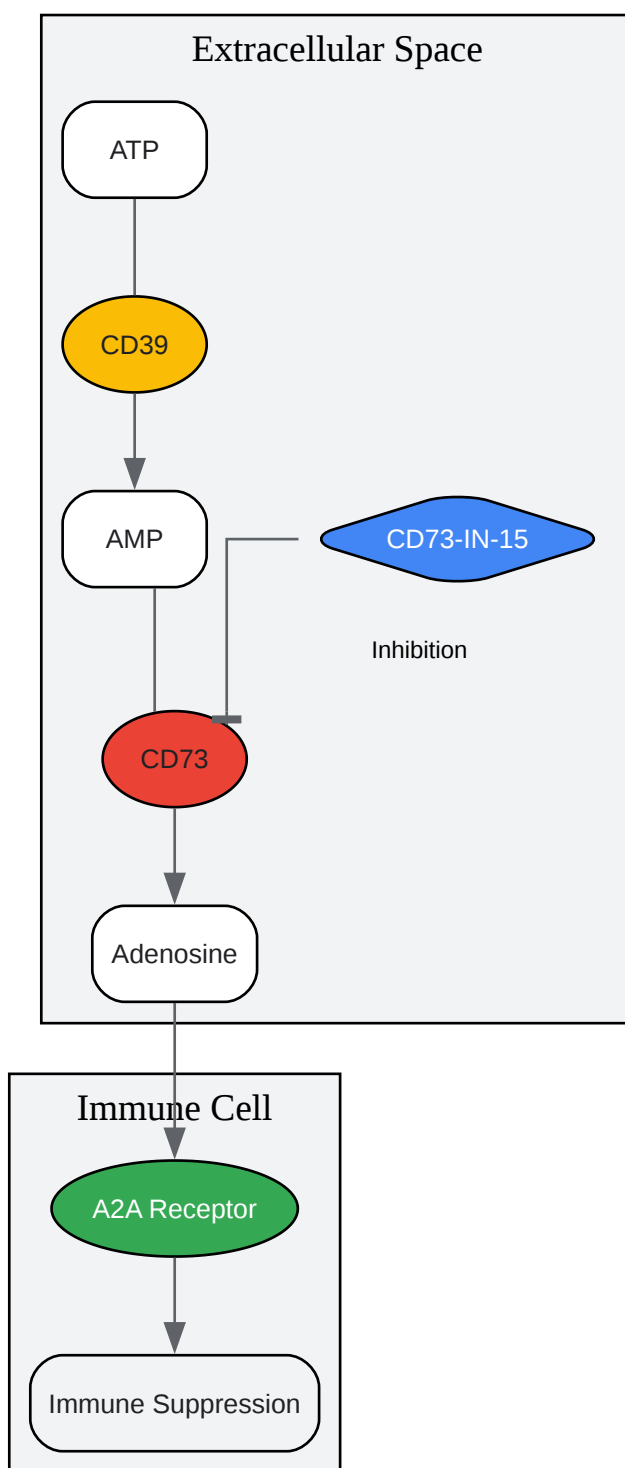 Extracellular Space
ATP
CD39
AMP
CD73-IN-15
Inhibition
CD73
Adenosine
Immune Cell
A2A Receptor
Immune Suppression